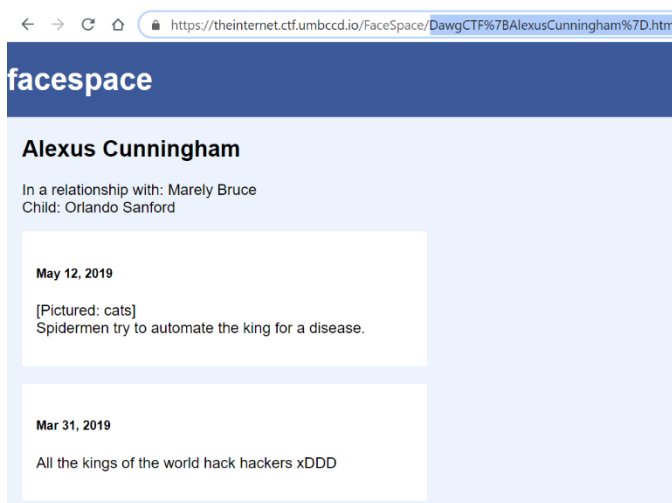 https://theinternet.ctf.umbccd.io/FaceSpace/DawgCTF%7BAlexusCunningham%7D.htm
facespace
Alexus Cunningham
In a relationship with: Marely Bruce
Child: Orlando Sanford
May 12, 2019
[Pictured: cats]
Spidermen try to automate the king for a disease.
Mar 31, 2019
All the kings of the world hack hackers xDDD